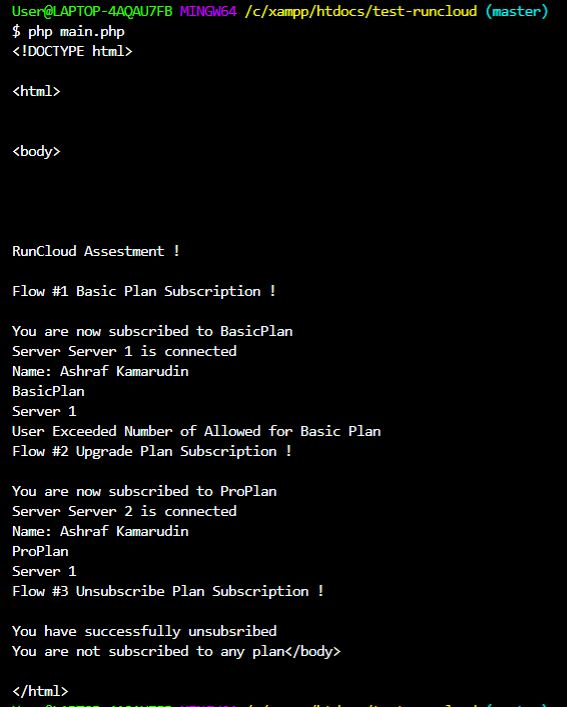 User@LAPTOP-4AQAU7FB MINGW64 /c/xampp/htdocs/test-runcloud (master)
$ php main.php
<!DOCTYPE html>
<html>
<body>
RunCloud Assestment !
Flow #1 Basic Plan Subscription !
You are now subscribed to BasicPlan
Server Server 1 is connected
Name: Ashraf Kamarudin
BasicPlan
Server 1
User Exceeded Number of Allowed for Basic Plan
Flow #2 Upgrade Plan Subscription !
You are now subscribed to ProPlan
Server Server 2 is connected
Name: Ashraf Kamarudin
ProPlan
Server 1
Flow #3 Unsubscribe Plan Subscription !
You have successfully unsubsribed
You are not subscribed to any plan</body>
</html>